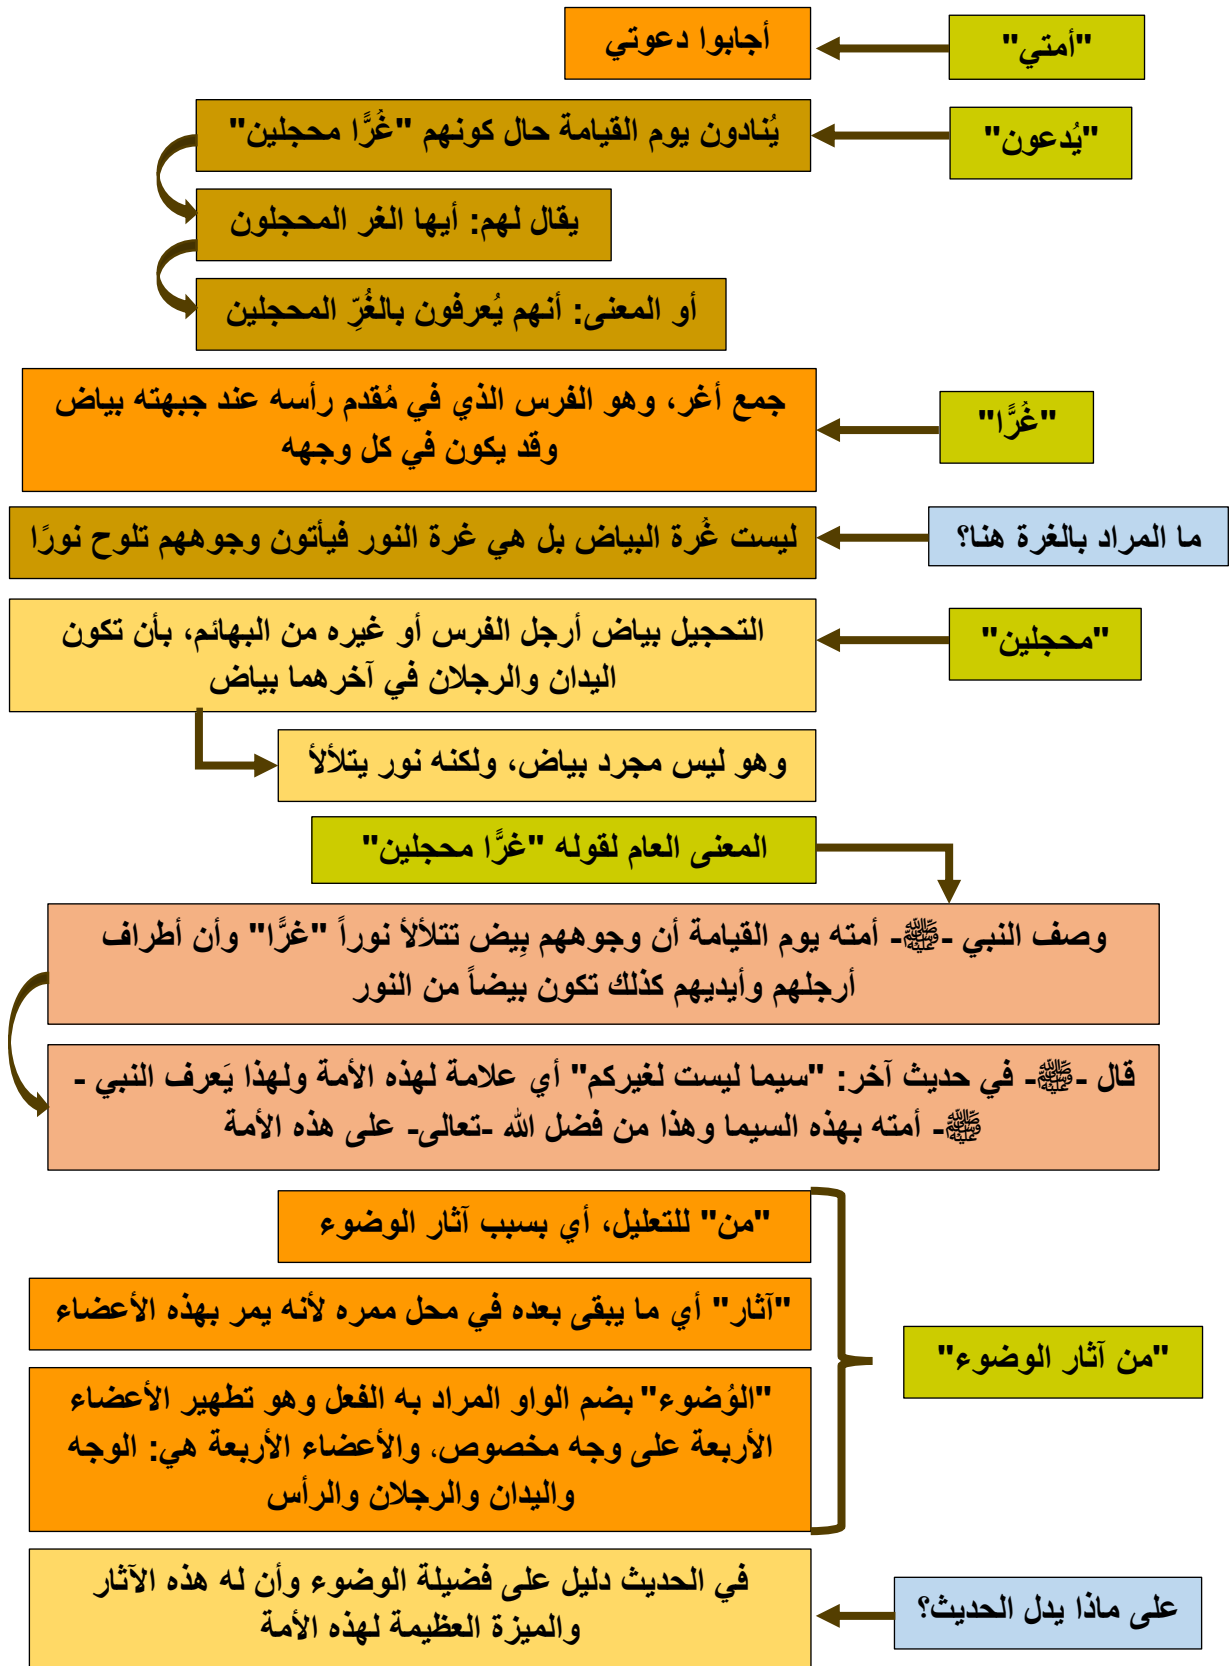 "أمتي"
أجابوا دعوتي
"يُدعون"
يُنادون يوم القيامة حال كونهم "غُرًّا محجلين"
يقال لهم: أيها الغر المحجلون
أو المعنى: أنهم يُعرفون بالغُرِّ المحجلين
"غُرًّا"
جمع أغر، وهو الفرس الذي في مُقدم رأسه عند جبهته بياض
وقد يكون في كل وجهه
ما المراد بالغرة هنا؟
ليست غُرة البياض بل هي غرة النور فيأتون وجوههم تلوح نورًا
"محجلين"
التحجيل بياض أرجل الفرس أو غيره من البهائم، بأن تكون
اليدان والرجلان في آخرهما بياض
وهو ليس مجرد بياض، ولكنه نور يتلألأ
المعنى العام لقوله "غرًّا محجلين"
وصف النبي -ﷺ- أمته يوم القيامة أن وجوههم بِيض تتلألأ نوراً "غرًّا" وأن أطراف
أرجلهم وأيديهم كذلك تكون بيضاً من النور
قال -ﷺ- في حديث آخر: "سيما ليست لغيركم" أي علامة لهذه الأمة ولهذا يَعرف النبي -
ﷺ- أمته بهذه السيما وهذا من فضل الله -تعالى- على هذه الأمة
"من آثار الوضوء"
"من" للتعليل، أي بسبب آثار الوضوء
"آثار" أي ما يبقى بعده في محل ممره لأنه يمر بهذه الأعضاء
"الوُضوء" بضم الواو المراد به الفعل وهو تطهير الأعضاء
الأربعة على وجه مخصوص، والأعضاء الأربعة هي: الوجه
واليدان والرجلان والرأس
على ماذا يدل الحديث؟
في الحديث دليل على فضيلة الوضوء وأن له هذه الآثار
والميزة العظيمة لهذه الأمة